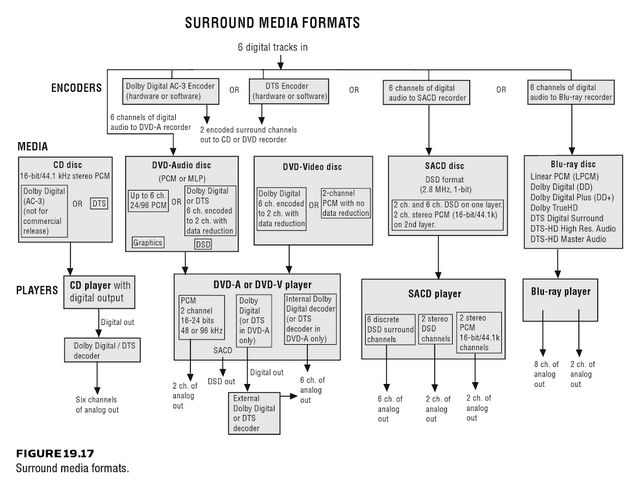 SURROUND MEDIA FORMATS
6 digital tracks in
ENCODERS
Dolby Digital AC-3 Encoder
(hardware or software)
OR
DTS Encoder
(hardware or software)
OR
6 channels of digital
audio to SACD recorder
OR
6 channels of digital
audio to Blu-ray recorder
6 channels of digital
audio to DVD-A recorder
2 encoded surround channels
out to CD or DVD recorder
MEDIA
CD disc
16-bit/44.1 kHz stereo PCM
Dolby Digital
(AC-3)
(not for
commercial
release)
OR
DTS
DVD-Audio disc
(PCM or MLP)
Up to 6 ch.
24/96 PCM
OR
Dolby Digital
or DTS
6 ch. encoded
to 2 ch. with
data reduction
Graphics
DSD
DVD-Video disc
Dolby Digital
6 ch. encoded
to 2 ch. with
data reduction
OR
2-channel
PCM with no
data reduction
SACD disc
DSD format
(2.8 MHz, 1-bit)
2 ch. and 6 ch. DSD on one layer.
2 ch. stereo PCM (16-bit/44.1k)
on 2nd layer.
Blu-ray disc
Linear PCM (LPCM)
Dolby Digital (DD)
Dolby Digital Plus (DD+)
Dolby TrueHD
DTS Digital Surround
DTS-HD High Res. Audio
DTS-HD Master Audio
PLAYERS
CD player with
digital output
Digital out
Dolby Digital / DTS
decoder
Six channels
of analog out
DVD-A or DVD-V player
PCM
2 channel
16-24 bits
48 or 96 kHz
Dolby
Digital
(or DTS
in DVD-A
only)
Internal Dolby
Digital decoder
(or DTS
decoder in
DVD-A only)
SACD
2 ch. of
analog
out
DSD out
Digital out
External
Dolby Digital
or DTS
decoder
6 ch. of
analog
out
SACD player
6 discrete
DSD surround
channels
2 stereo
DSD
channels
2 stereo
PCM
16-bit/44.1k
channels
6 ch. of
analog
out
2 ch. of
analog
out
2 ch. of
analog
out
Blu-ray player
8 ch. of
analog
out
2 ch. of
analog
out
FIGURE 19.17
Surround media formats.